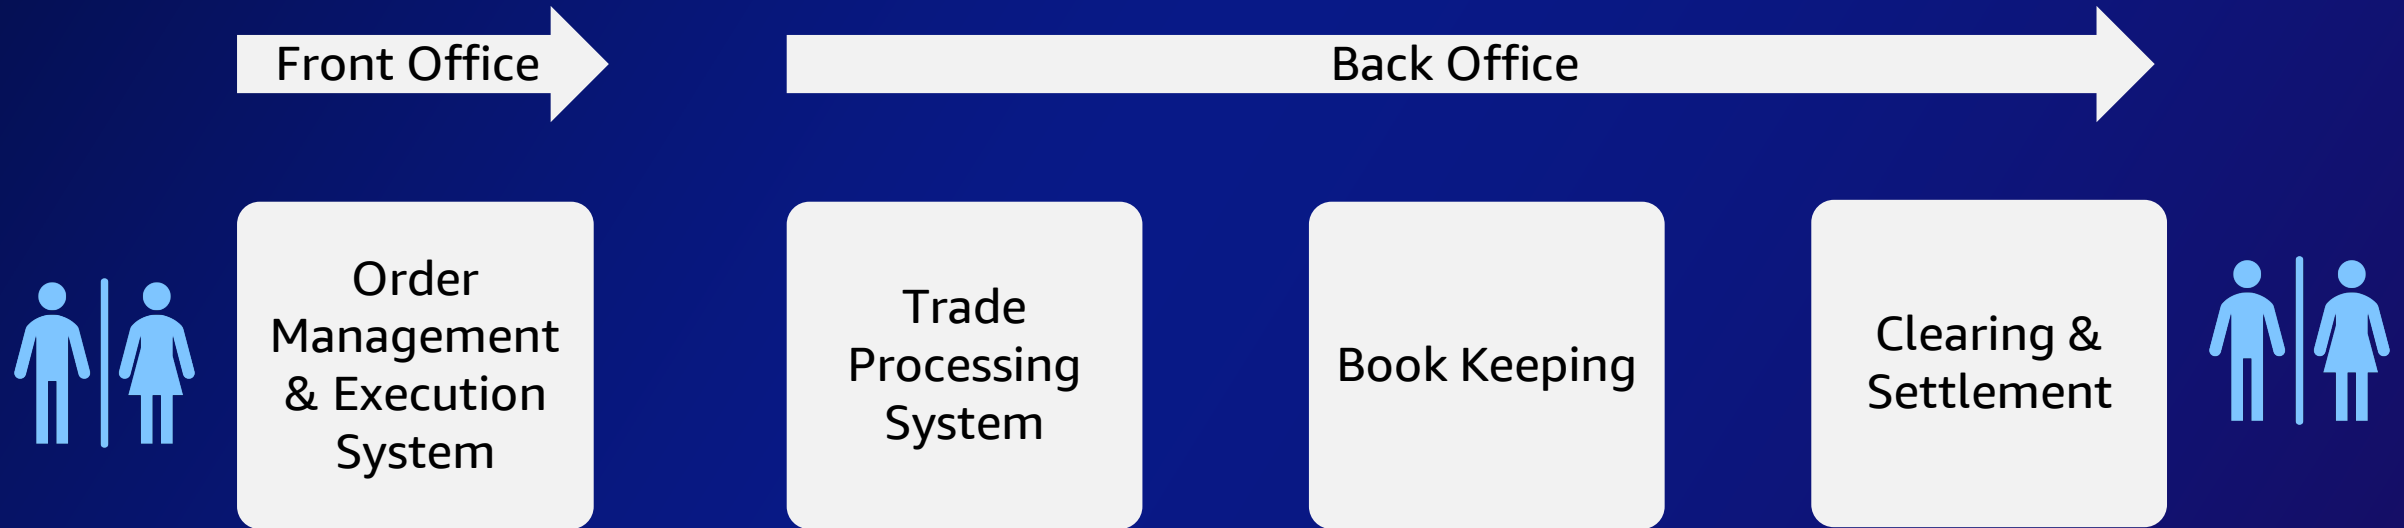 Front Office
Back Office
Order
Management
& Execution
System
Trade
Processing
System
Book Keeping
Clearing &
Settlement